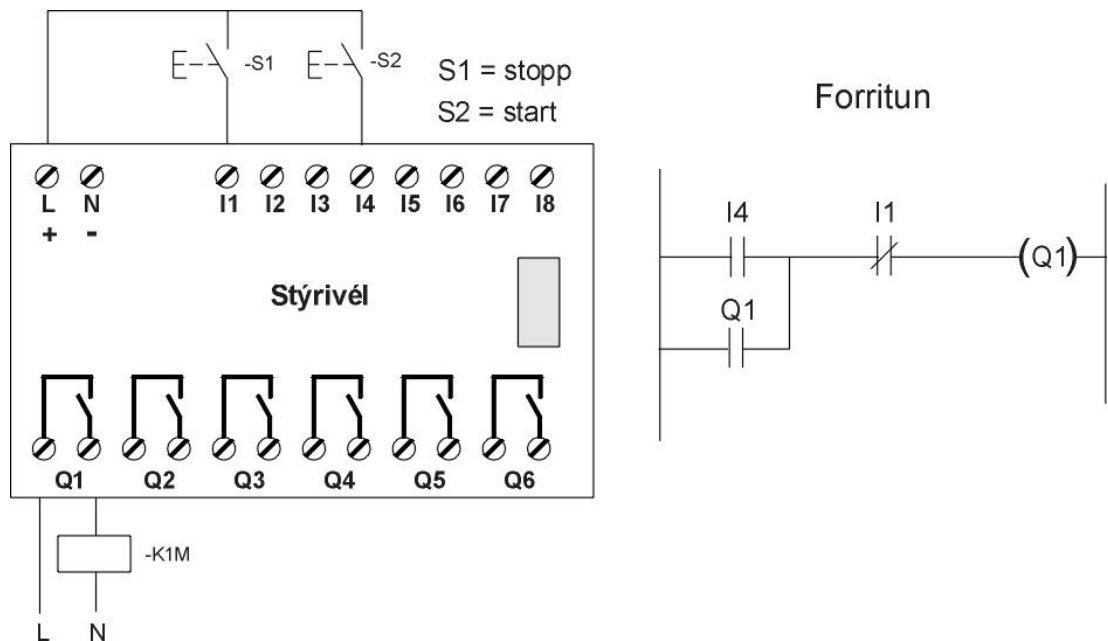 -S1
-S2
S1 = stopp
S2 = start
L N I1 I2 I3 I4 I5 I6 I7 I8
+ -
Stýrivél
Q1 Q2 Q3 Q4 Q5 Q6
-K1M
L N
Forritun
I4 I1
(Q1)
Q1